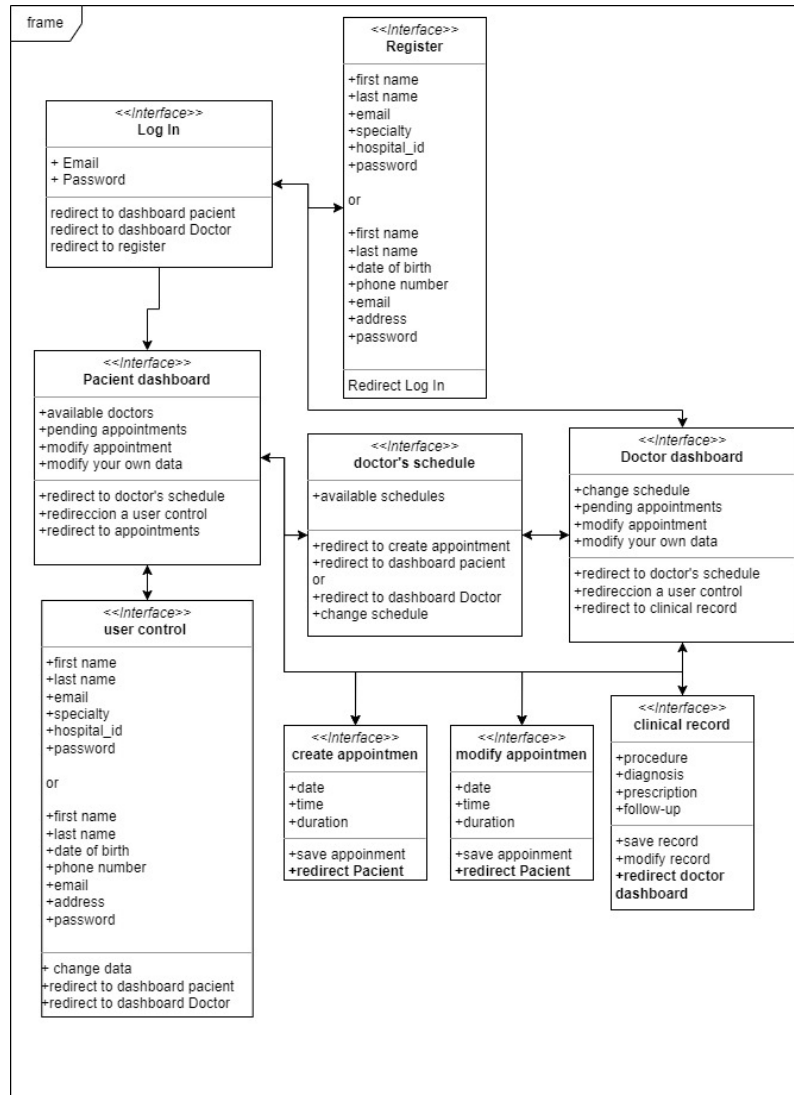 frame
<<Interface>>
Register
+first name
+last name
+email
+specialty
+hospital_id
+password
or
+first name
+last name
+date of birth
+phone number
+email
+address
+password
Redirect Log In
<<Interface>>
Log In
+ Email
+ Password
redirect to dashboard pacient
redirect to dashboard Doctor
redirect to register
<<Interface>>
Pacient dashboard
+available doctors
+pending appointments
+modify appointment
+modify your own data
+redirect to doctor's schedule
+redireccion a user control
+redirect to appointments
<<Interface>>
doctor's schedule
+available schedules
+redirect to create appointment
+redirect to dashboard pacient
or
+redirect to dashboard Doctor
+change schedule
<<Interface>>
Doctor dashboard
+change schedule
+pending appointments
+modify appointment
+modify your own data
+redirect to doctor's schedule
+redireccion a user control
+redirect to clinical record
<<Interface>>
user control
+first name
+last name
+email
+specialty
+hospital_id
+password
or
+first name
+last name
+date of birth
+phone number
+email
+address
+password
+ change data
+redirect to dashboard pacient
+redirect to dashboard Doctor
<<Interface>>
create appointmen
+date
+time
+duration
+save appoinment
+redirect Pacient
<<Interface>>
modify appointmen
+date
+time
+duration
+save appoinment
+redirect Pacient
<<Interface>>
clinical record
+procedure
+diagnosis
+prescription
+follow-up
+save record
+modify record
+redirect doctor
dashboard